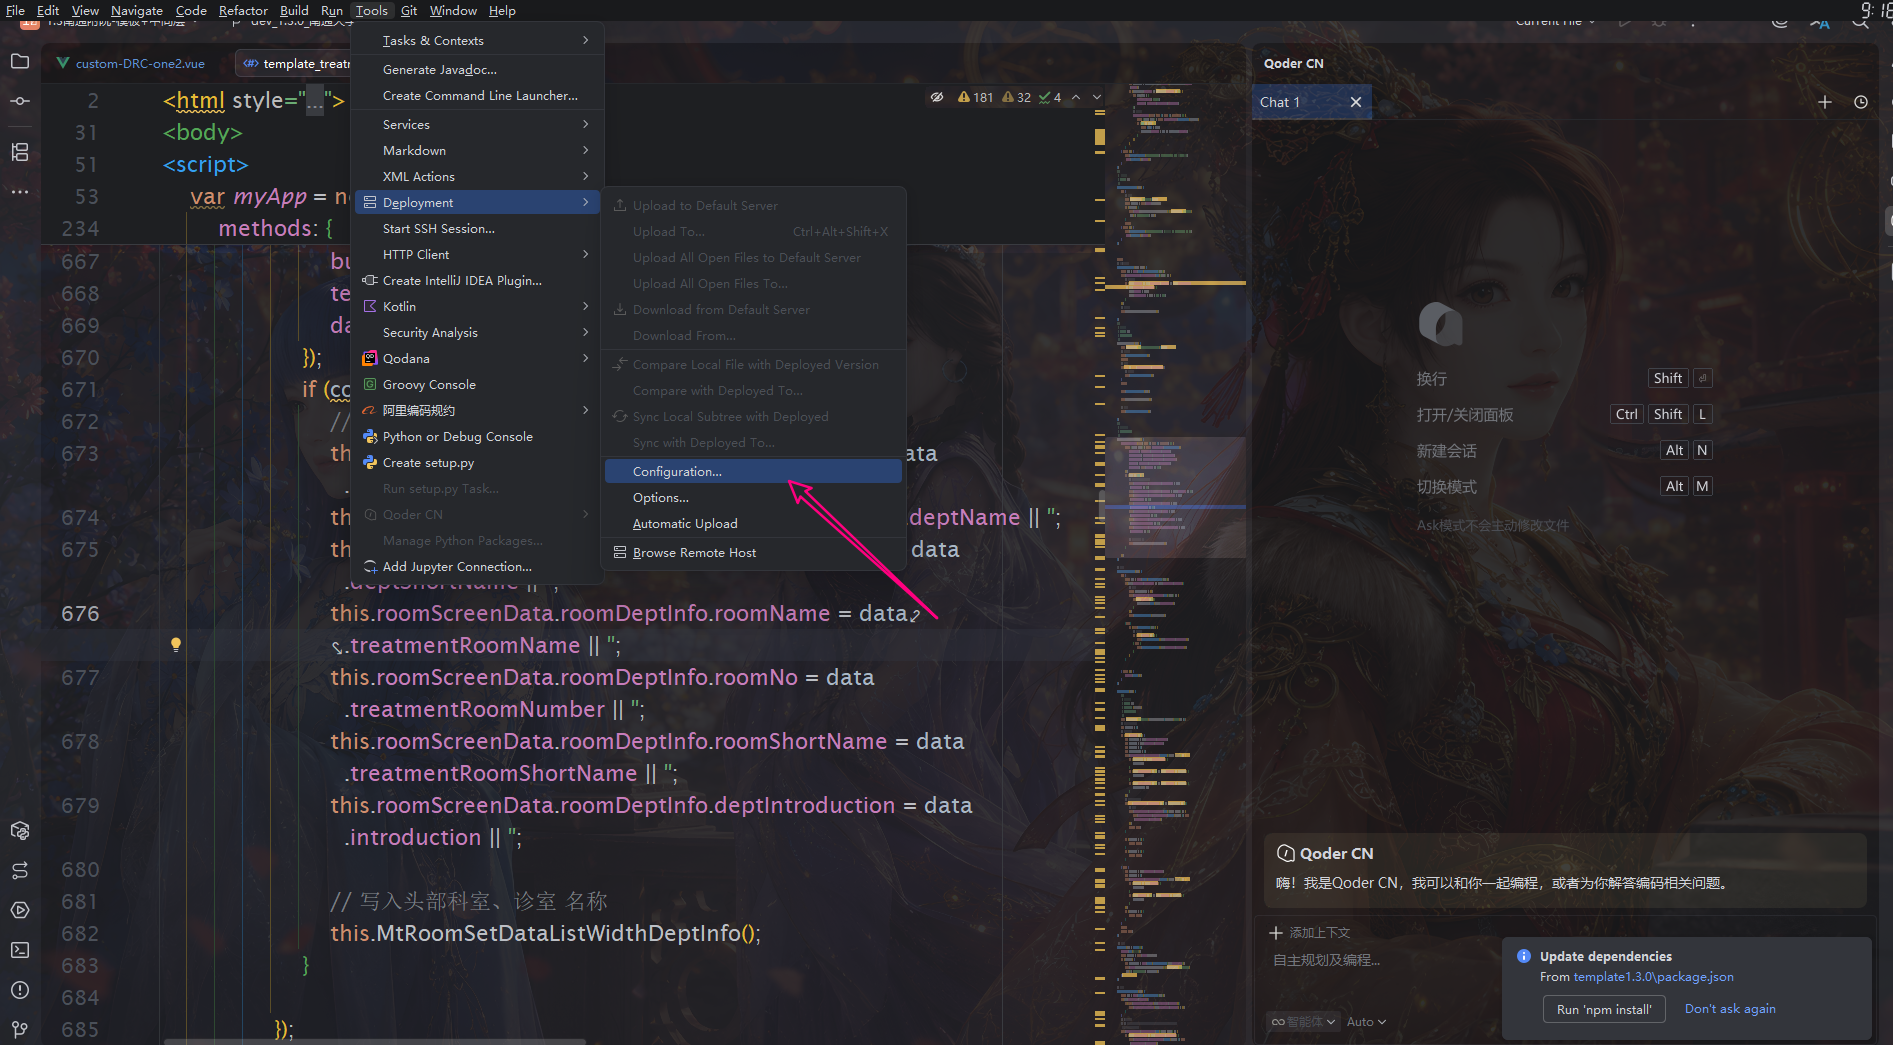 File Edit View Navigate Code Refactor Build Run Tools Git Window Help
9:18
Current File
custom-DRC-one2.vue
template_treatm
Qoder CN
Chat 1
181 32 4
2 <html style="...">
31 <body>
51 <script>
53 var myApp = ne
234 methods: {
667 bu
668 te
669 da
670 });
671 if (co
672 //
673 th ata
674 th .deptName || '';
675 th data
.deptShortName || '';
676 this.roomScreenData.roomDeptInfo.roomName = data
.treatmentRoomName || '';
677 this.roomScreenData.roomDeptInfo.roomNo = data
.treatmentRoomNumber || '';
678 this.roomScreenData.roomDeptInfo.roomShortName = data
.treatmentRoomShortName || '';
679 this.roomScreenData.roomDeptInfo.deptIntroduction = data
.introduction || '';
680
681 // 写入头部科室、诊室 名称
682 this.MtRoomSetDataListWidthDeptInfo();
683 }
684
685 });
Tasks & Contexts
Generate Javadoc...
Create Command Line Launcher...
Services
Markdown
XML Actions
Deployment
Start SSH Session...
HTTP Client
Create IntelliJ IDEA Plugin...
Kotlin
Security Analysis
Qodana
Groovy Console
阿里编码规约
Python or Debug Console
Create setup.py
Run setup.py Task...
Qoder CN
Manage Python Packages...
Add Jupyter Connection...
Upload to Default Server
Upload To... Ctrl+Alt+Shift+X
Upload All Open Files to Default Server
Upload All Open Files To...
Download from Default Server
Download From...
Compare Local File with Deployed Version
Compare with Deployed To...
Sync Local Subtree with Deployed
Sync with Deployed To...
Configuration...
Options...
Automatic Upload
Browse Remote Host
换行 Shift ⏎
打开/关闭面板 Ctrl Shift L
新建会话 Alt N
切换模式 Alt M
Ask模式不会主动修改文件
Qoder CN
嗨！我是Qoder CN，我可以和你一起编程，或者为你解答编码相关问题。
添加上下文
自主规划及编程...
智能体 Auto
Update dependencies
From template1.3.0\package.json
Run 'npm install' Don't ask again